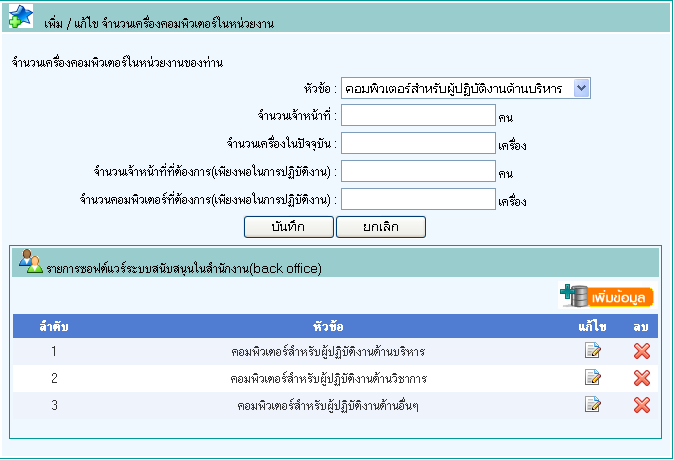 เพิ่ม / แก้ไข จำนวนเครื่องคอมพิวเตอร์ในหน่วยงาน
จำนวนเครื่องคอมพิวเตอร์ในหน่วยงานของท่าน
หัวข้อ : คอมพิวเตอร์สำหรับผู้ปฏิบัติงานด้านบริหาร
จำนวนเจ้าหน้าที่ : คน
จำนวนเครื่องในปัจจุบัน : เครื่อง
จำนวนเจ้าหน้าที่ที่ต้องการ(เพียงพอในการปฏิบัติงาน) : คน
จำนวนคอมพิวเตอร์ที่ต้องการ(เพียงพอในการปฏิบัติงาน) : เครื่อง
บันทึก ยกเลิก
รายการซอฟต์แวร์ระบบสนับสนุนในสำนักงาน(back office)
เพิ่มข้อมูล
ลำดับ หัวข้อ แก้ไข ลบ
1 คอมพิวเตอร์สำหรับผู้ปฏิบัติงานด้านบริหาร
2 คอมพิวเตอร์สำหรับผู้ปฏิบัติงานด้านวิชาการ
3 คอมพิวเตอร์สำหรับผู้ปฏิบัติงานด้านอื่นๆ